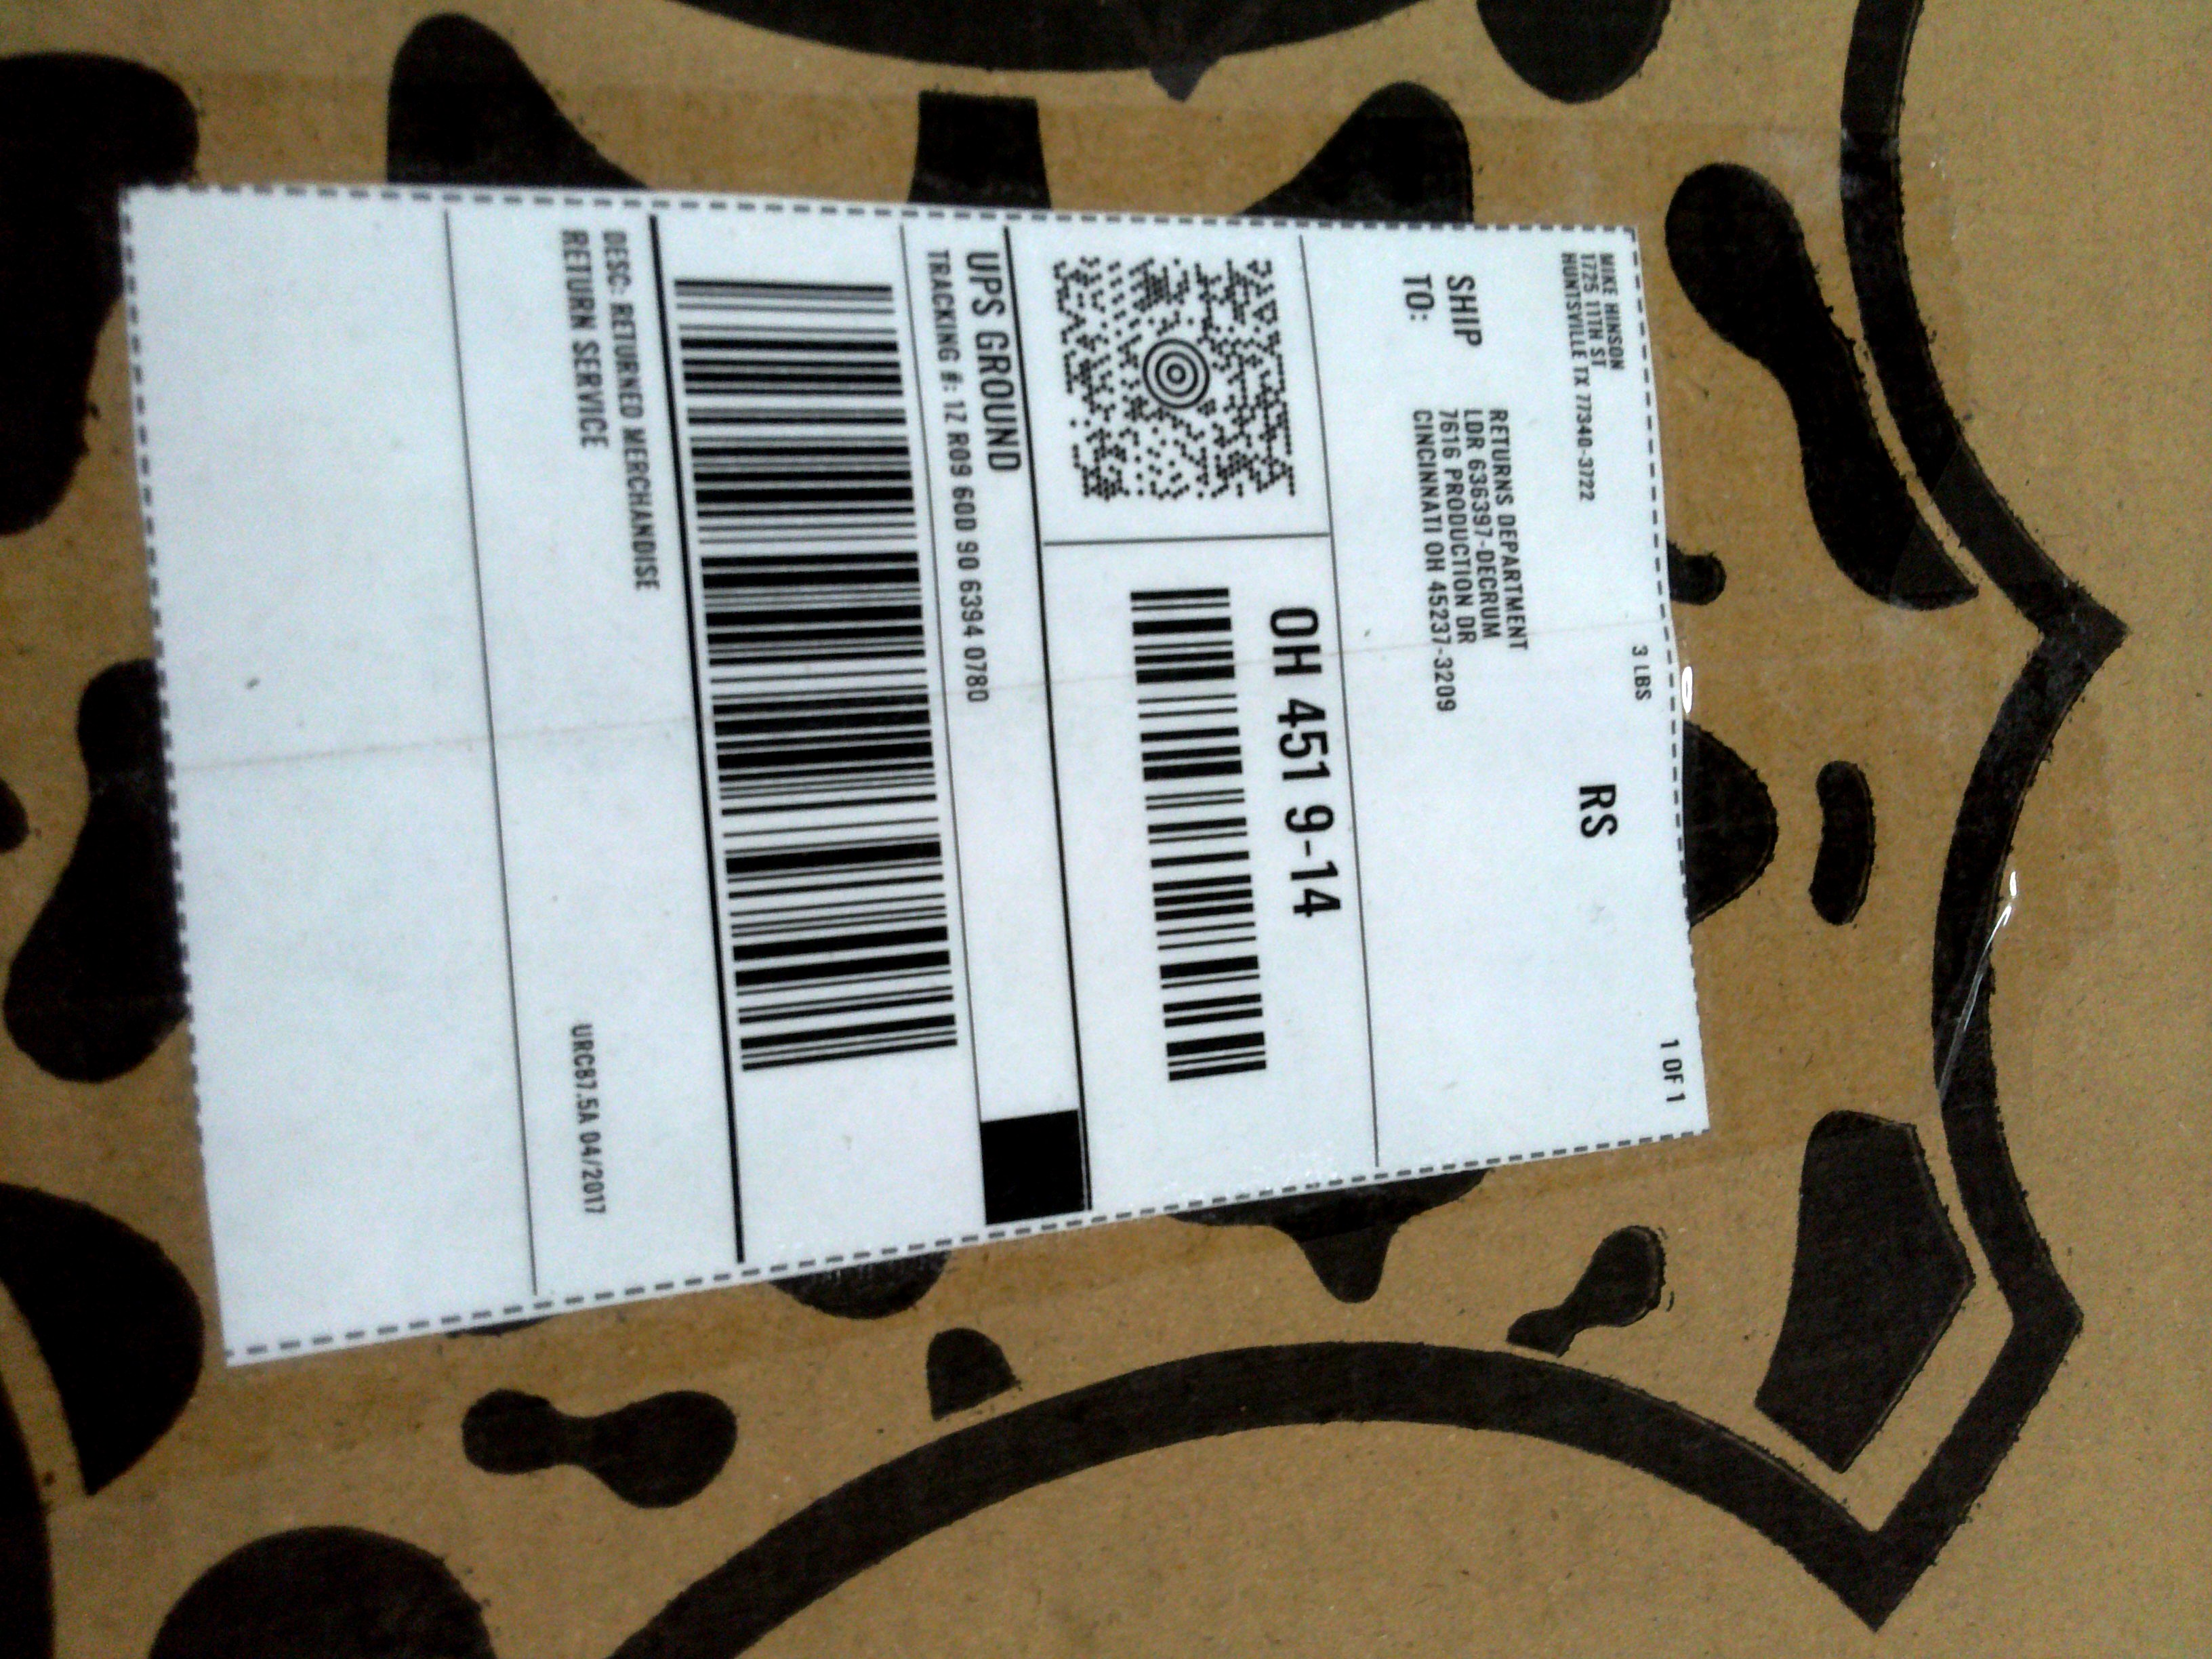 MIKE HINSON
1725 11TH ST
HUNTSVILLE TX 77340-3722
3 LBS
1 OF 1
RS
SHIP
TO:
RETURNS DEPARTMENT
LDR 636397-DECRUM
7616 PRODUCTION DR
CINCINNATI OH 45237-3209
OH 451 9-14
UPS GROUND
TRACKING #: 1Z R09 60D 90 6394 0780
DESC: RETURNED MERCHANDISE
RETURN SERVICE
URC87.5A 04/2017